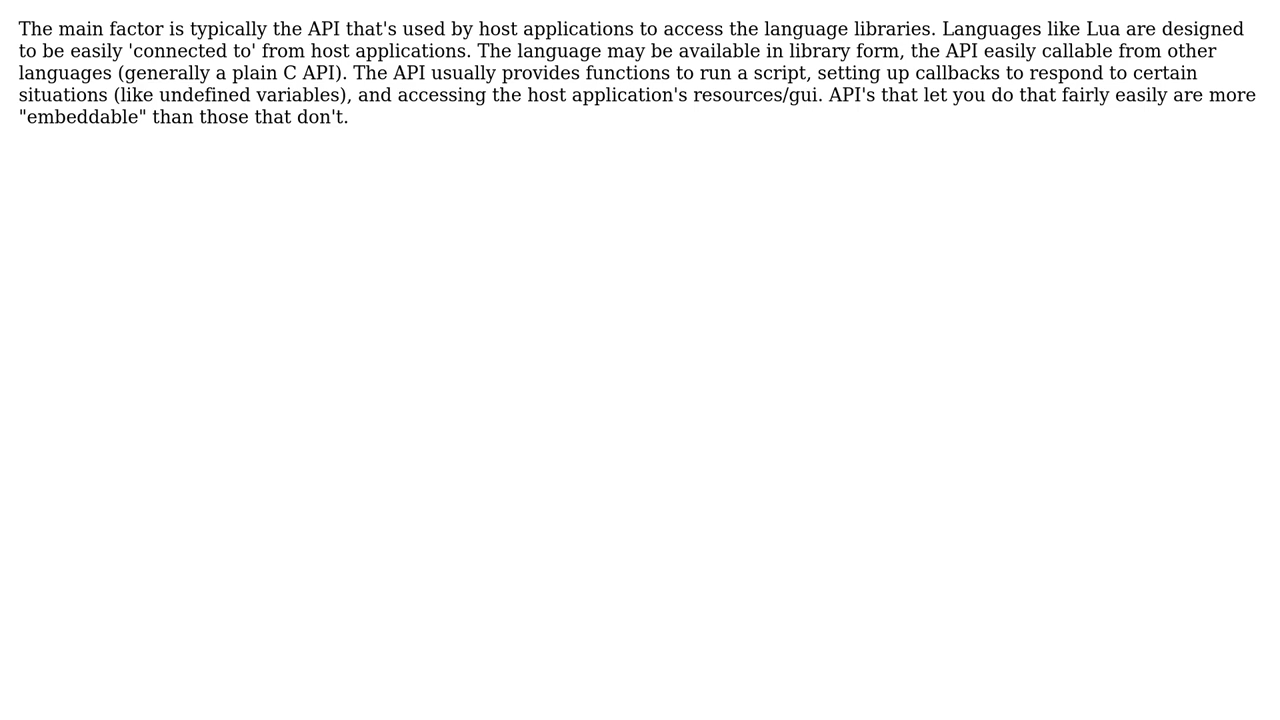 The main factor is typically the API that's used by host applications to access the language libraries. Languages like Lua are designed
to be easily 'connected to' from host applications. The language may be available in library form, the API easily callable from other
languages (generally a plain C API). The API usually provides functions to run a script, setting up callbacks to respond to certain
situations (like undefined variables), and accessing the host application's resources/gui. API's that let you do that fairly easily are more
"embeddable" than those that don't.